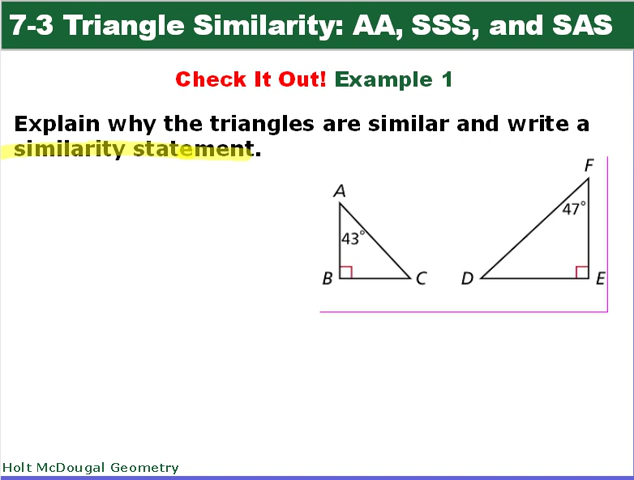 7-3 Triangle Similarity: AA, SSS, and SAS
Check It Out! Example 1
Explain why the triangles are similar and write a
similarity statement.
F
A
47°
43°
B
C
D
E
Holt McDougal Geometry